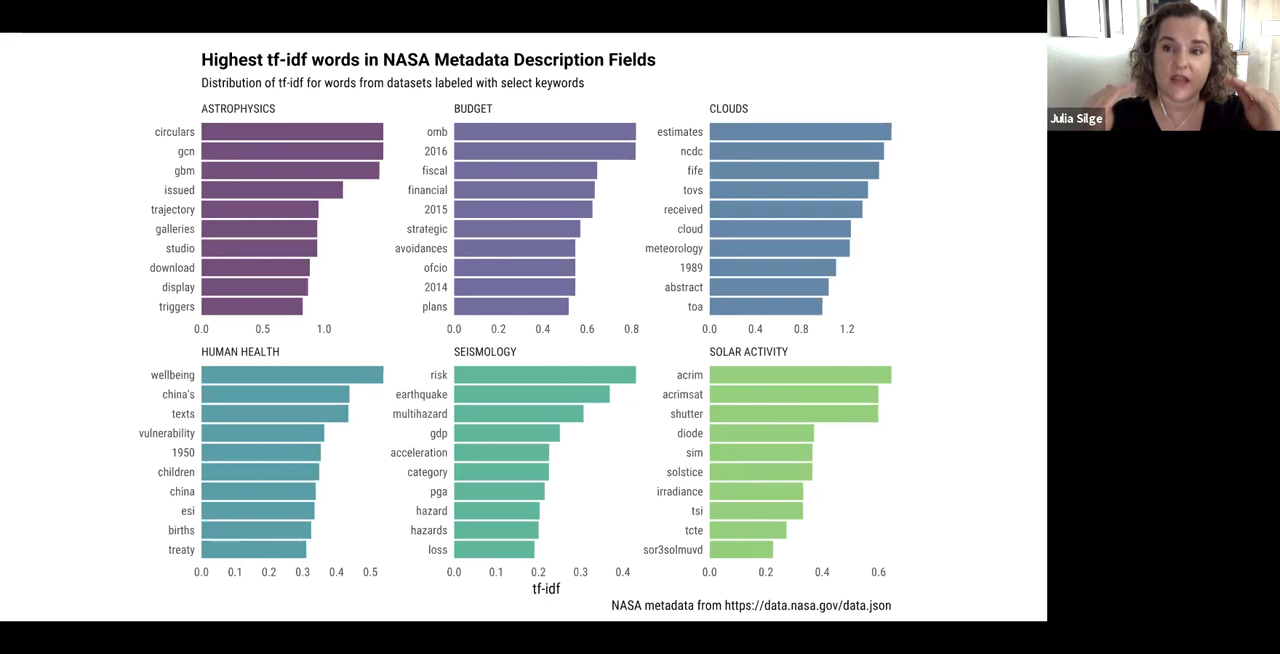 Highest tf-idf words in NASA Metadata Description Fields
Distribution of tf-idf for words from datasets labeled with select keywords
ASTROPHYSICS
circulars
gcn
gbm
issued
trajectory
galleries
studio
download
display
triggers
0.0 0.5 1.0
BUDGET
omb
2016
fiscal
financial
2015
strategic
avoidances
ofcio
2014
plans
0.0 0.2 0.4 0.6 0.8
CLOUDS
estimates
ncdc
fife
tovs
received
cloud
meteorology
1989
abstract
toa
0.0 0.4 0.8 1.2
HUMAN HEALTH
wellbeing
china's
texts
vulnerability
1950
children
china
esi
births
treaty
0.0 0.1 0.2 0.3 0.4 0.5
SEISMOLOGY
risk
earthquake
multihazard
gdp
acceleration
category
pga
hazard
hazards
loss
0.0 0.1 0.2 0.3 0.4
SOLAR ACTIVITY
acrim
acrimsat
shutter
diode
sim
solstice
irradiance
tsi
tcte
sor3solmuvd
0.0 0.2 0.4 0.6
tf-idf
NASA metadata from https://data.nasa.gov/data.json
Julia Silge